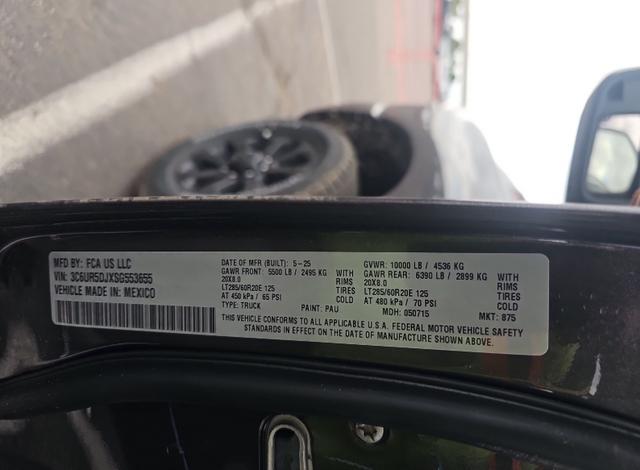 MFD BY: FCA US LLC
VIN: 3C6UR5DJXSG553655
VEHICLE MADE IN: MEXICO
DATE OF MFR (BUILT): 5-25
GAWR FRONT: 5500 LB / 2495 KG
WITH
20X8.0
RIMS
LT285/60R20E 125
TIRES
AT 450 kPa / 65 PSI
COLD
TYPE: TRUCK
PAINT: PAU
GVWR: 10000 LB / 4536 KG
GAWR REAR: 6390 LB / 2899 KG
WITH
20X8.0
RIMS
LT285/60R20E 125
TIRES
AT 480 kPa / 70 PSI
COLD
MDH: 050715
MKT: 875
THIS VEHICLE CONFORMS TO ALL APPLICABLE U.S.A. FEDERAL MOTOR VEHICLE SAFETY
STANDARDS IN EFFECT ON THE DATE OF MANUFACTURE SHOWN ABOVE.